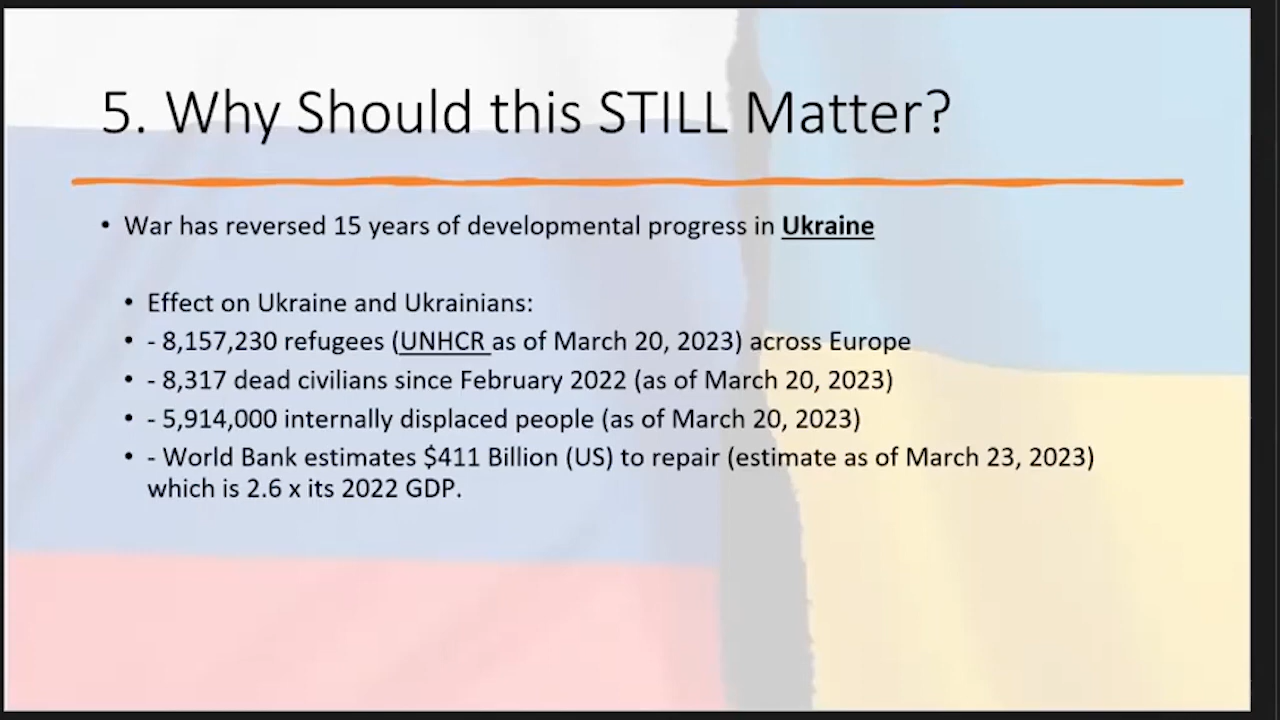 5. Why Should this STILL Matter?
• War has reversed 15 years of developmental progress in Ukraine
• Effect on Ukraine and Ukrainians:
• - 8,157,230 refugees (UNHCR as of March 20, 2023) across Europe
• - 8,317 dead civilians since February 2022 (as of March 20, 2023)
• - 5,914,000 internally displaced people (as of March 20, 2023)
• - World Bank estimates $411 Billion (US) to repair (estimate as of March 23, 2023)
which is 2.6 x its 2022 GDP.